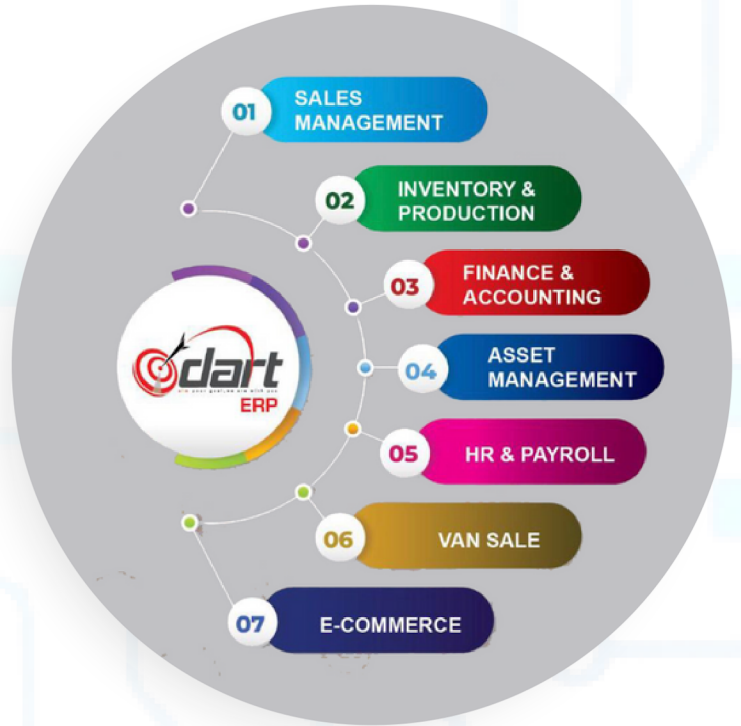 01
SALES
MANAGEMENT
02
INVENTORY &
PRODUCTION
03
FINANCE &
ACCOUNTING
04
ASSET
MANAGEMENT
dart
ERP
05
HR & PAYROLL
06
VAN SALE
07
E-COMMERCE